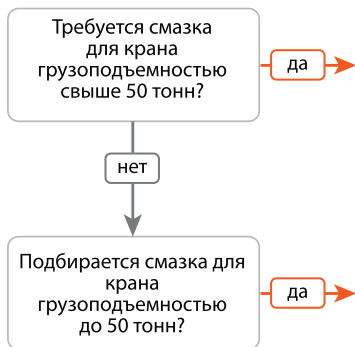 Требуется смазка
для крана
грузоподъемностью
свыше 50 тонн?
да
нет
Подбирается смазка для
крана
грузоподъемностью
до 50 тонн?
да